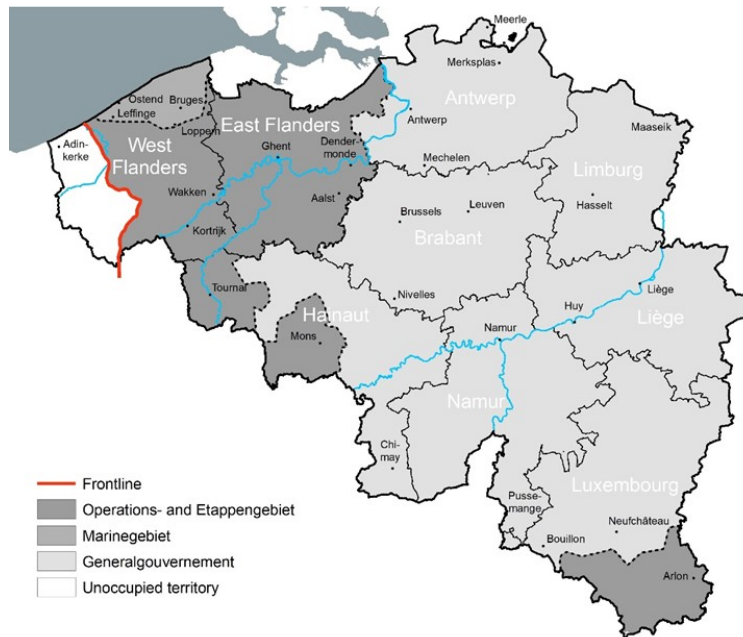 Meerle
Merksplas
Antwerp
Antwerp
Ostend
Bruges
Leffinge
Loppem
East Flanders
West
Flanders
Adin-
kerke
Ghent
Dender-
monde
Maaseik
Limburg
Mechelen
Wakken
Aalst
Hasselt
Brussels
Leuven
Kortrijk
Brabant
Tournai
Nivelles
Hainaut
Mons
Liège
Huy
Liège
Namur
Namur
Chi-
may
Pusse-
mange
Luxembourg
Neufchâteau
Bouillon
Arlon
Frontline
Operations- and Etappengebiet
Marinegebiet
Generalgouvernement
Unoccupied territory